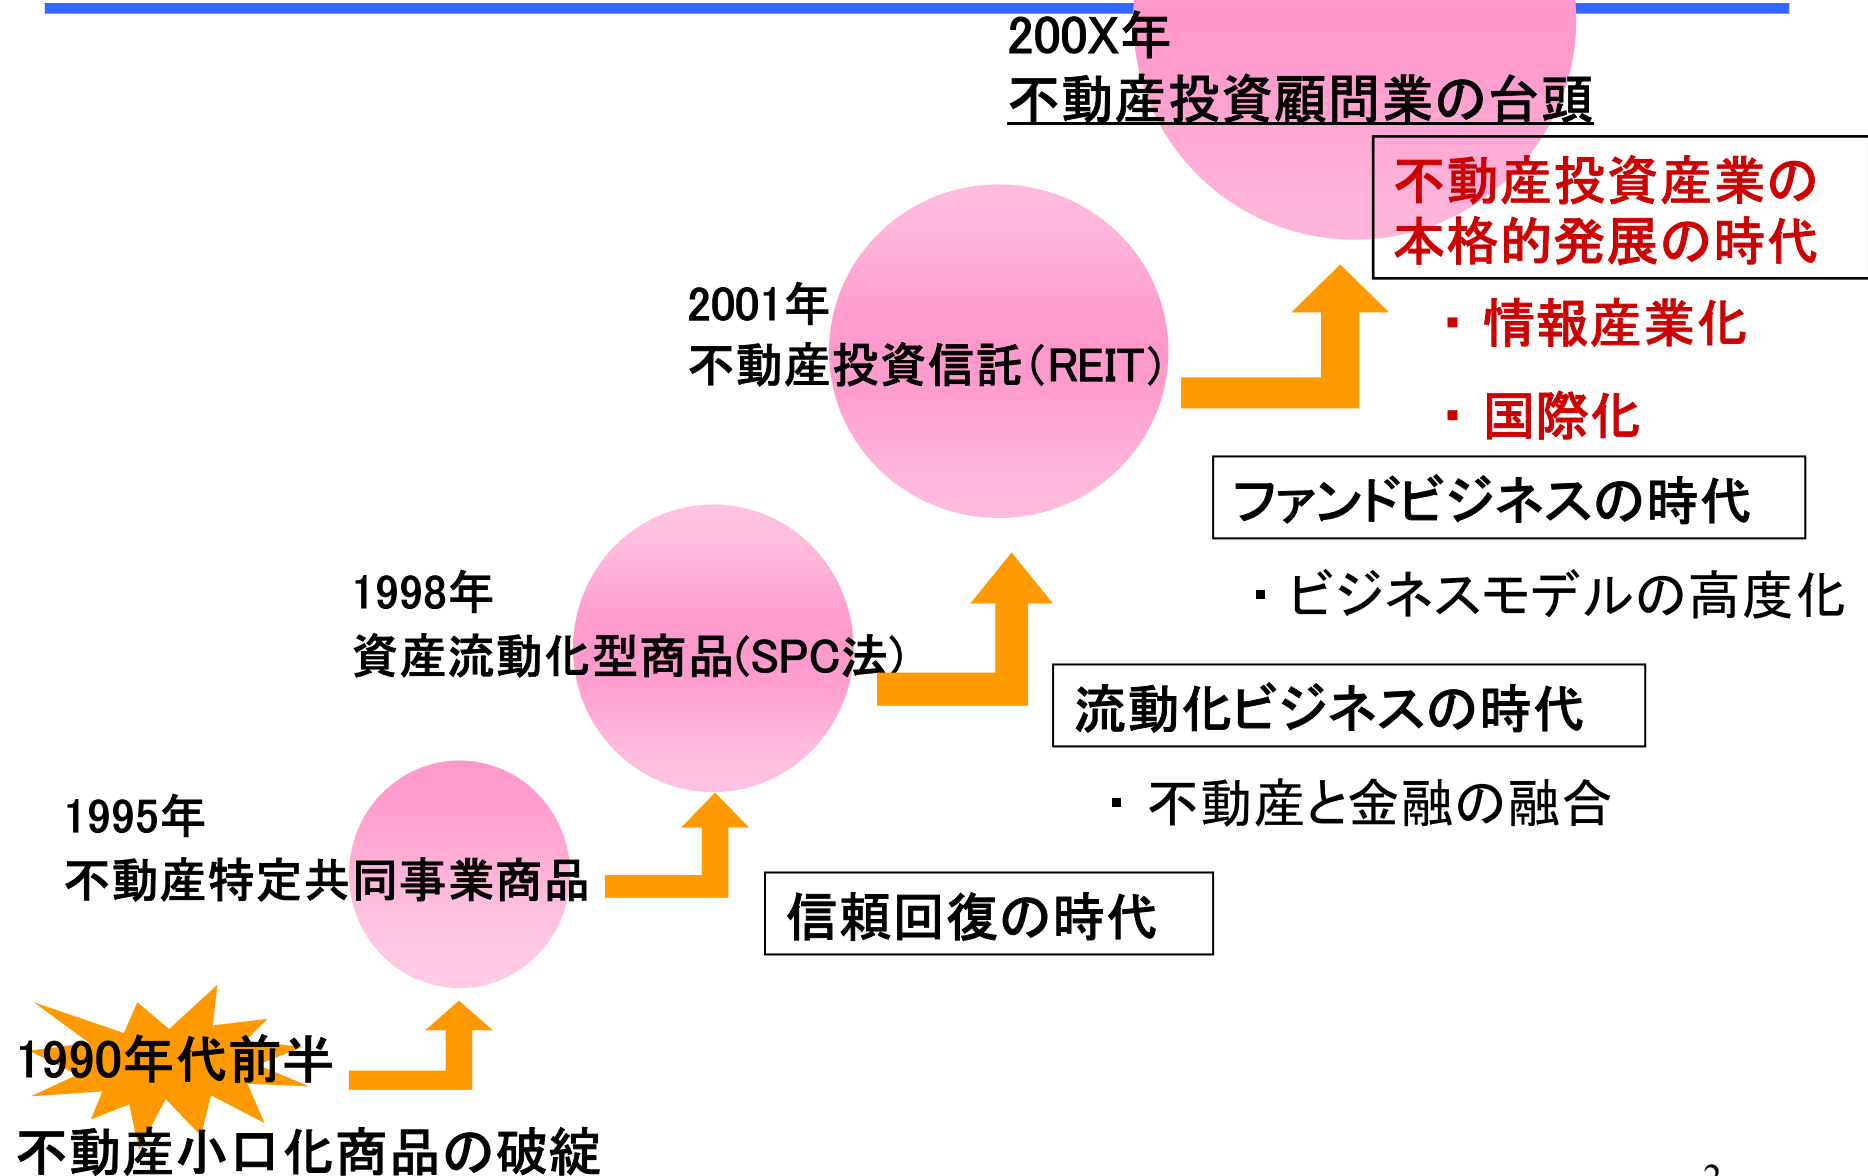 200X年
不動産投資顧問業の台頭
不動産投資産業の
本格的発展の時代
・情報産業化
・国際化
2001年
不動産投資信託(REIT)
ファンドビジネスの時代
・ビジネスモデルの高度化
1998年
資産流動化型商品(SPC法)
流動化ビジネスの時代
・不動産と金融の融合
1995年
不動産特定共同事業商品
信頼回復の時代
1990年代前半
不動産小口化商品の破綻